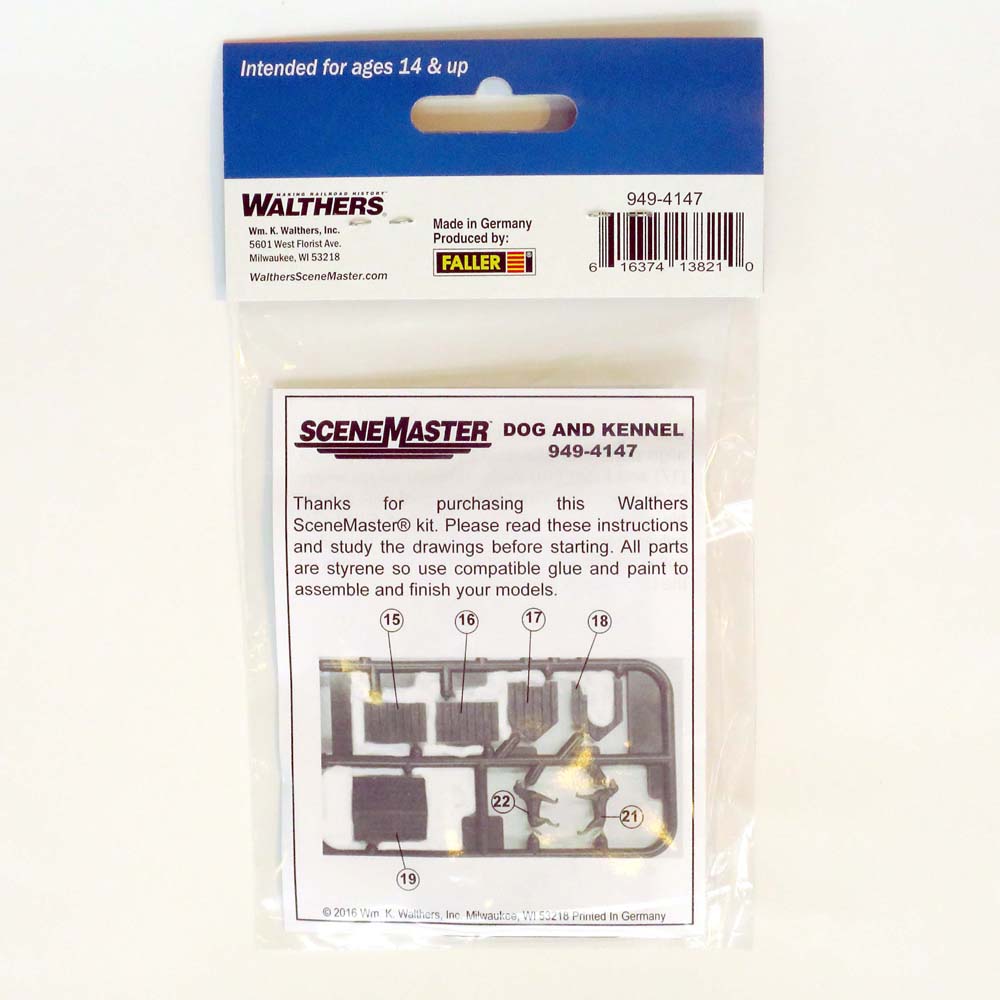 Intended for ages 14 & up
MAKING RAILROAD HISTORY™
WALTHERS®
Wm. K. Walthers, Inc.
5601 West Florist Ave.
Milwaukee, WI 53218
WalthersSceneMaster.com
Made in Germany
Produced by:
FALLER
949-4147
6 16374 13821 0
SCENEMASTER DOG AND KENNEL
949-4147
Thanks for purchasing this Walthers
SceneMaster® kit. Please read these instructions
and study the drawings before starting. All parts
are styrene so use compatible glue and paint to
assemble and finish your models.
15 16 17 18
22 21
19
© 2016 Wm. K. Walthers, Inc. Milwaukee, WI 53218 Printed In Germany